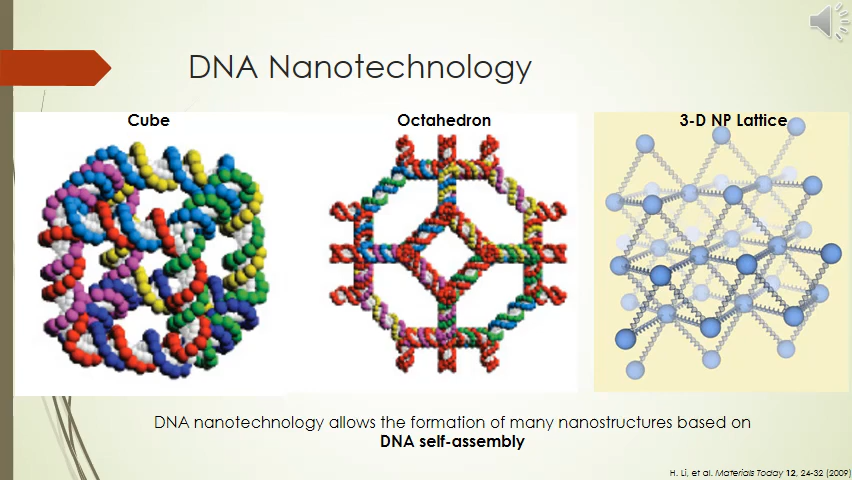 DNA Nanotechnology
Cube
Octahedron
3-D NP Lattice
DNA nanotechnology allows the formation of many nanostructures based on
DNA self-assembly
H. Li, et al. Materials Today 12, 24-32 (2009)